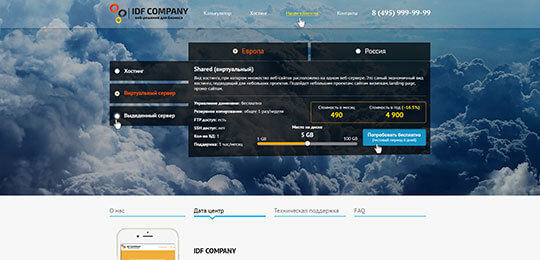 IDF COMPANY
веб-решения для бизнеса
Калькулятор Хостинг Контакты 8 (495) 999-99-99
Европа Россия
Хостинг
Виртуальный сервер
Выделенный сервер
Shared (виртуальный)
Вид хостинга, при котором множество веб-сайтов расположено на одном веб-сервере. Это самый экономичный вид
хостинга, подходящий для небольших проектов. Подойдет небольшим проектам: сайтам визиткам, landing page,
промо-сайтам.
Управление доменами: бесплатно
Резервное копирование: общее 1 раз/неделя
FTP доступ: есть
SSH доступ: нет
Кол-во БД: 1
Поддержка: 1 час/месяц
Место на диске
5 GB
1 GB 100 GB
Стоимость в месяц
490
Стоимость в год (-16.5%)
4 900
Попробовать бесплатно
(тестовый период 6 дней)
О нас Дата центр Техническая поддержка FAQ
IDF COMPANY
IDF COMPANY